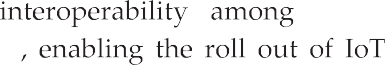 interoperability among
, enabling the roll out of IoT